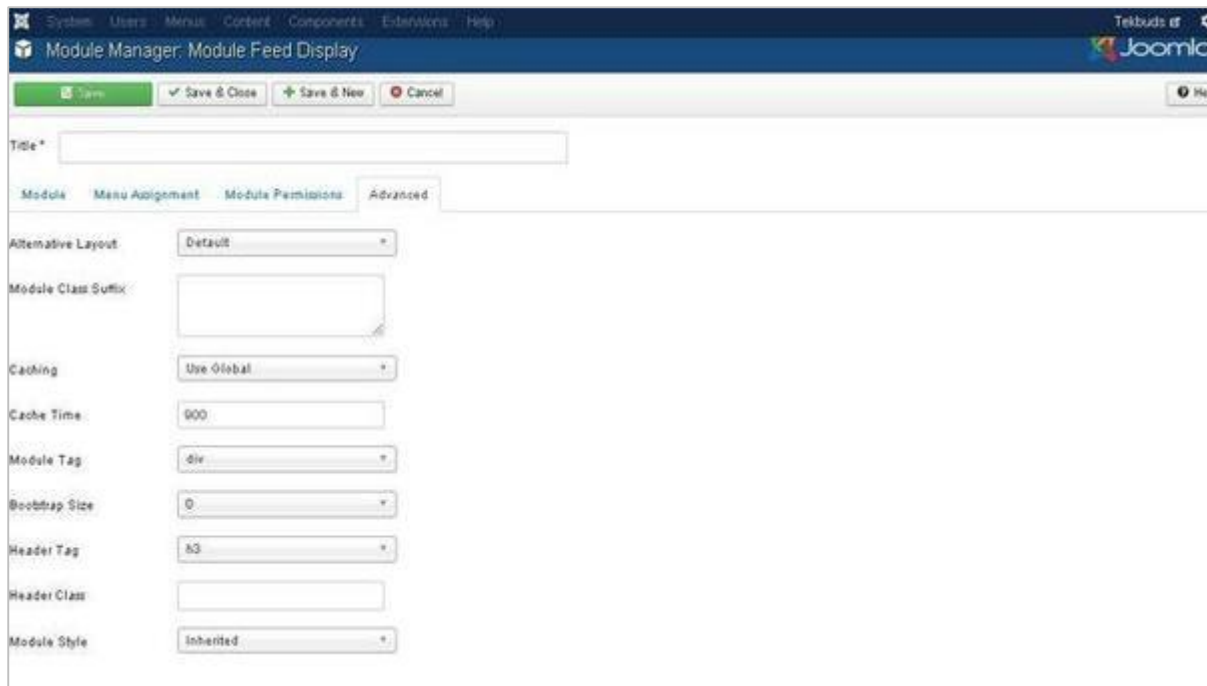 System Users Menus Content Components Extensions Help Tekbuds
Module Manager: Module Feed Display Joomla
Save Save & Close Save & New Cancel He
Title *
Module Menu Assignment Module Permissions Advanced
Alternative Layout Default
Module Class Suffix
Caching Use Global
Cache Time 900
Module Tag div
Bootstrap Size 0
Header Tag h3
Header Class
Module Style Inherited